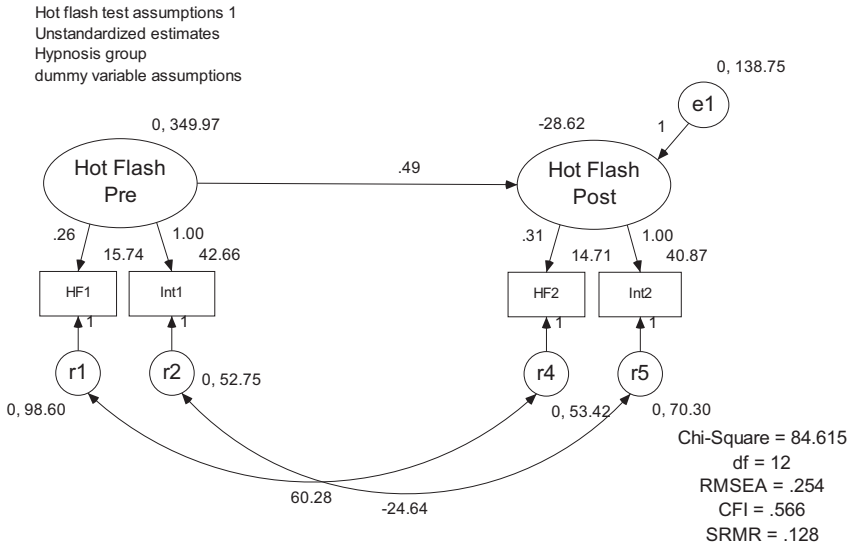 Hot flash test assumptions 1
Unstandardized estimates
Hypnosis group
dummy variable assumptions
0, 138.75
e1
1
0, 349.97
-28.62
Hot Flash
Pre
.49
Hot Flash
Post
.26
1.00
15.74
42.66
.31
1.00
14.71
40.87
HF1
Int1
HF2
Int2
1
1
1
1
r1
r2
0, 52.75
r4
r5
0, 98.60
0, 53.42
0, 70.30
60.28
-24.64
Chi-Square = 84.615
df = 12
RMSEA = .254
CFI = .566
SRMR = .128